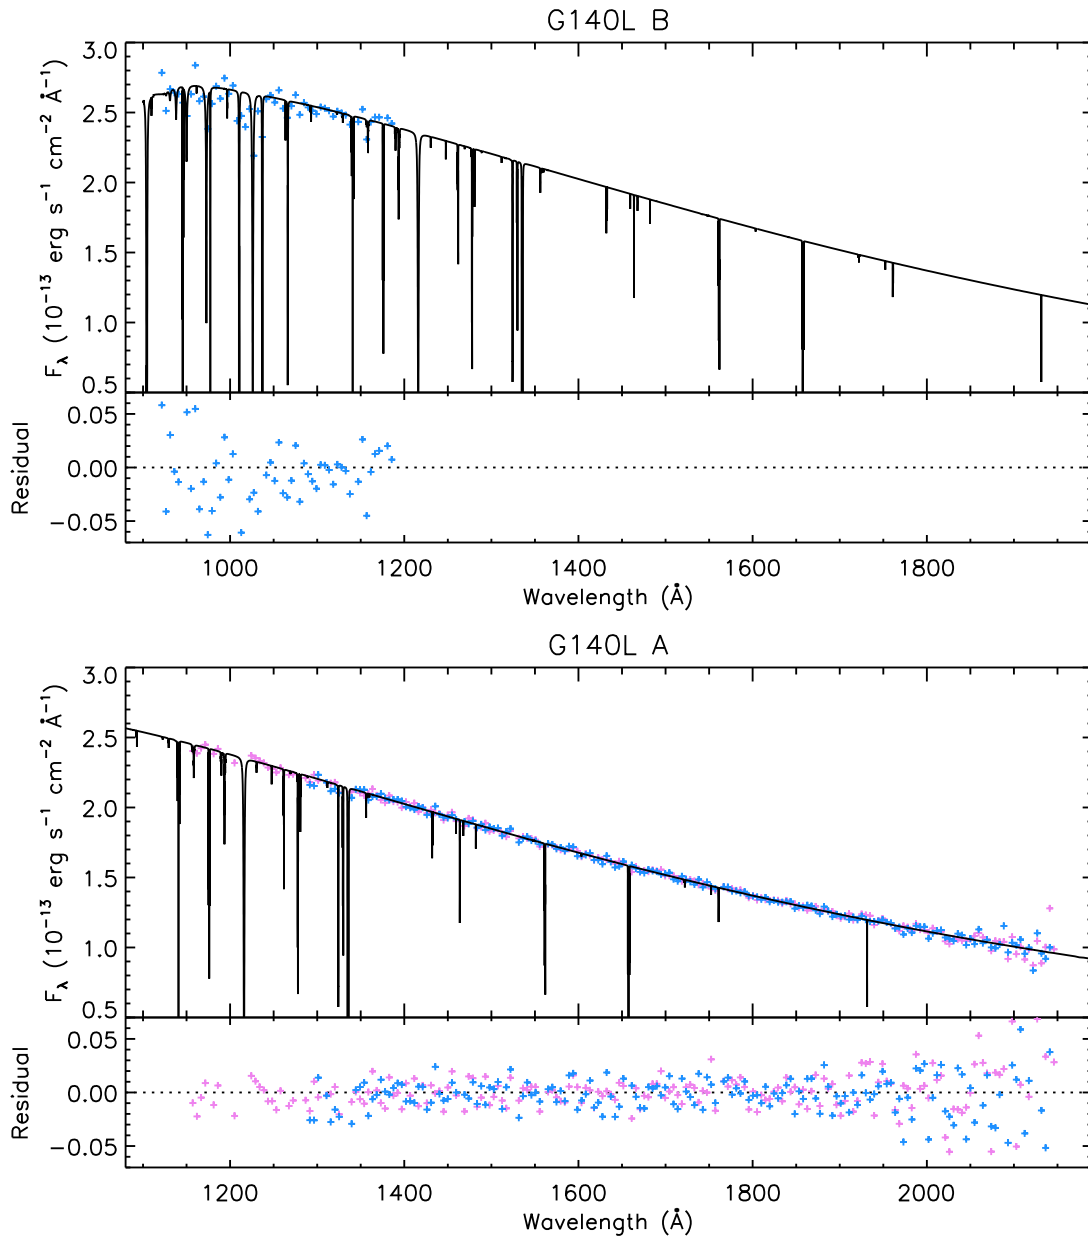 G140L B
F_λ (10⁻¹³ erg s⁻¹ cm⁻² Å⁻¹)
3.0
2.5
2.0
1.5
1.0
0.5
Residual
0.05
0.00
−0.05
1000 1200 1400 1600 1800
Wavelength (Å)
G140L A
F_λ (10⁻¹³ erg s⁻¹ cm⁻² Å⁻¹)
3.0
2.5
2.0
1.5
1.0
0.5
Residual
0.05
0.00
−0.05
1200 1400 1600 1800 2000
Wavelength (Å)